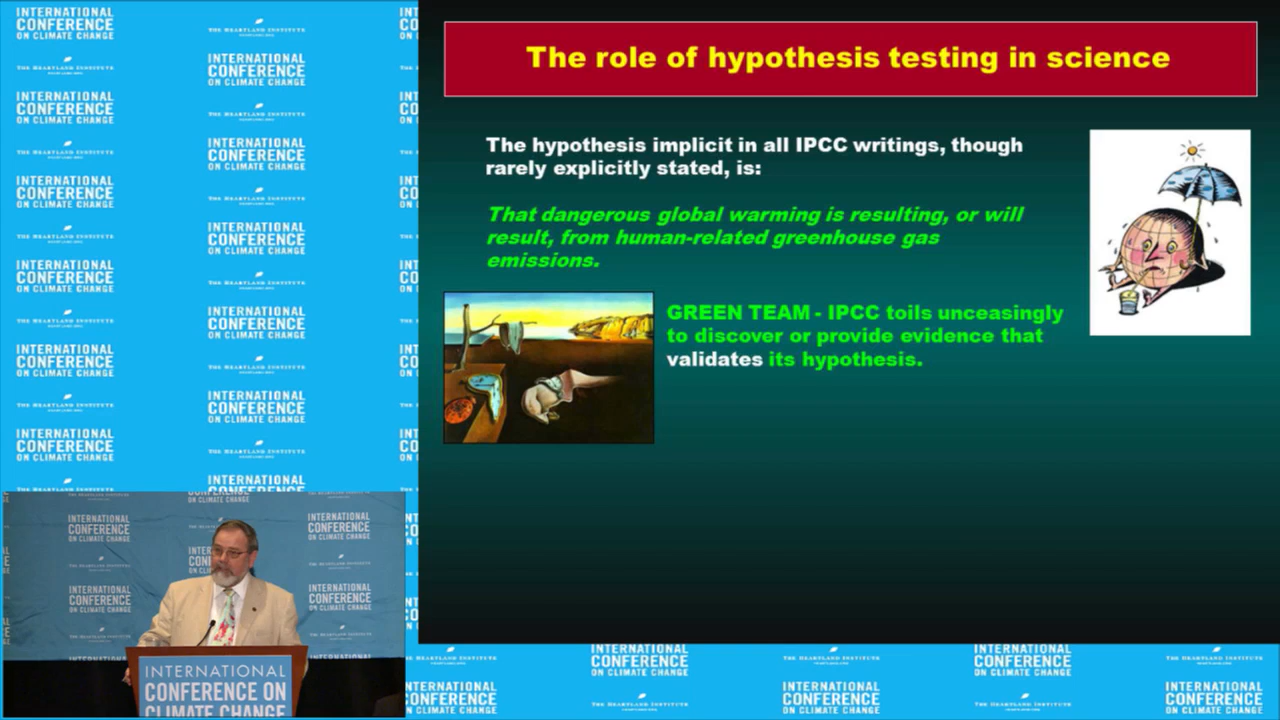 The role of hypothesis testing in science
The hypothesis implicit in all IPCC writings, though
rarely explicitly stated, is:
That dangerous global warming is resulting, or will
result, from human-related greenhouse gas
emissions.
GREEN TEAM - IPCC toils unceasingly
to discover or provide evidence that
validates its hypothesis.
INTERNATIONAL
CONFERENCE
ON CLIMATE CHANGE
THE HEARTLAND INSTITUTE
INTERNATIONAL
CONFERENCE ON
CLIMATE CHANGE